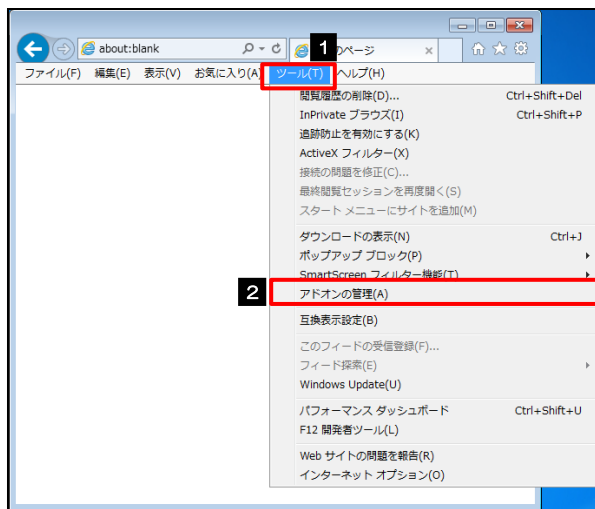 about:blank
1
のページ
ファイル(F) 編集(E) 表示(V) お気に入り(A) ツール(T) ヘルプ(H)
閲覧履歴の削除(D)... Ctrl+Shift+Del
InPrivate ブラウズ(I) Ctrl+Shift+P
追跡防止を有効にする(K)
ActiveX フィルター(X)
接続の問題を修正(C)...
最終閲覧セッションを再度開く(S)
スタート メニューにサイトを追加(M)
ダウンロードの表示(N) Ctrl+J
ポップアップ ブロック(P)
SmartScreen フィルター機能(T)
2
アドオンの管理(A)
互換表示設定(B)
このフィードの受信登録(F)...
フィード探索(E)
Windows Update(U)
パフォーマンス ダッシュボード Ctrl+Shift+U
F12 開発者ツール(L)
Web サイトの問題を報告(R)
インターネット オプション(O)